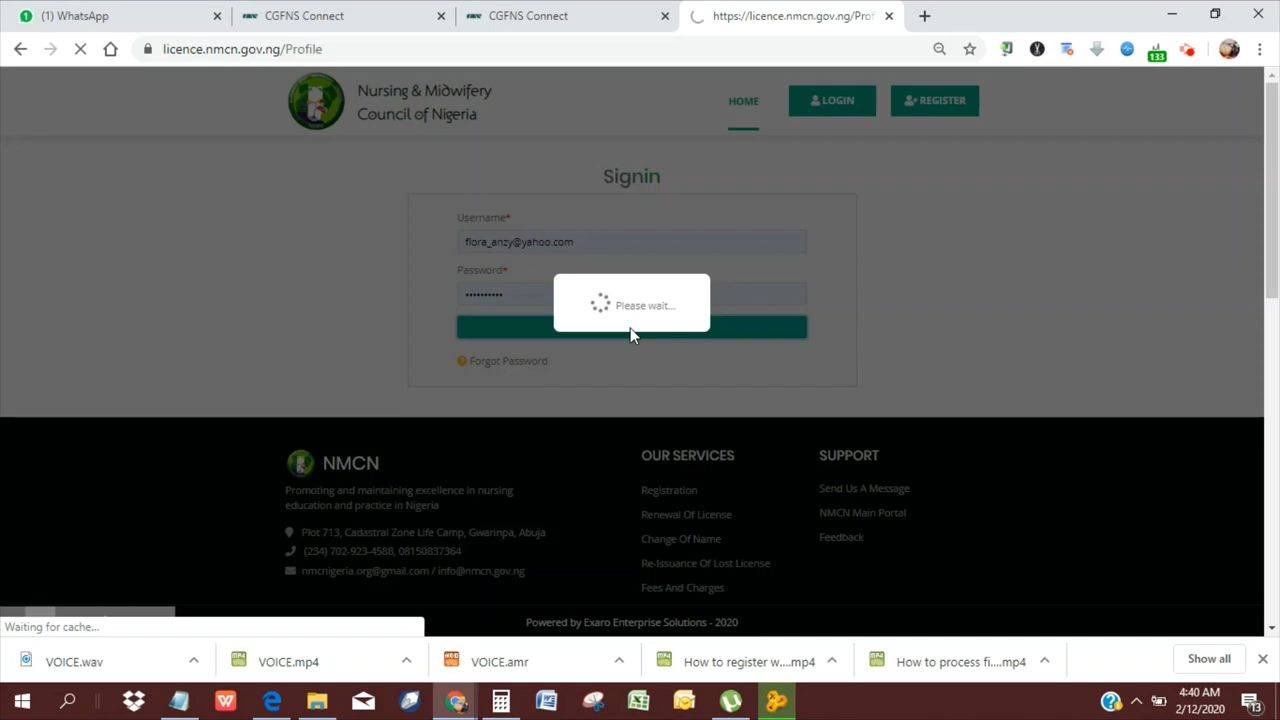 (1) WhatsApp
CGFNS Connect
CGFNS Connect
https://licence.nmcn.gov.ng/Prof
licence.nmcn.gov.ng/Profile
133
Nursing & Midwifery
Council of Nigeria
HOME
LOGIN
REGISTER
Signin
Username*
flora_anzy@yahoo.com
Password*
••••••••••
Please wait...
Forgot Password
NMCN
Promoting and maintaining excellence in nursing
education and practice in Nigeria
Plot 713, Cadastral Zone Life Camp, Gwarinpa, Abuja
(234) 702-923-4588, 08150837364
nmcnigeria.org@gmail.com / info@nmcn.gov.ng
OUR SERVICES
Registration
Renewal Of License
Change Of Name
Re-Issuance Of Lost License
Fees And Charges
SUPPORT
Send Us A Message
NMCN Main Portal
Feedback
Powered by Exaro Enterprise Solutions - 2020
Waiting for cache...
VOICE.wav
VOICE.mp4
VOICE.amr
How to register w....mp4
How to process fi....mp4
Show all
4:40 AM
2/12/2020
13